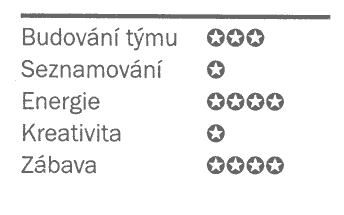 Budování týmu ✪✪✪
Seznamování ✪
Energie ✪✪✪✪
Kreativita ✪
Zábava ✪✪✪✪